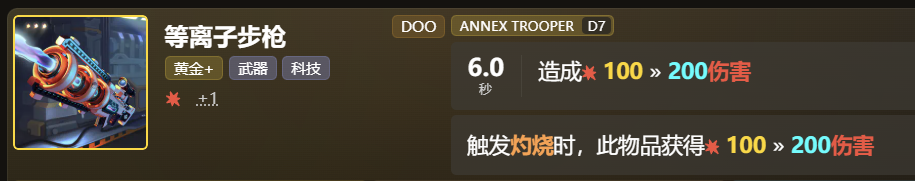 等离子步枪
DOO
黄金+ 武器 科技
+1
ANNEX TROOPER D7
6.0
秒
造成 100 » 200伤害
触发灼烧时，此物品获得 100 » 200伤害